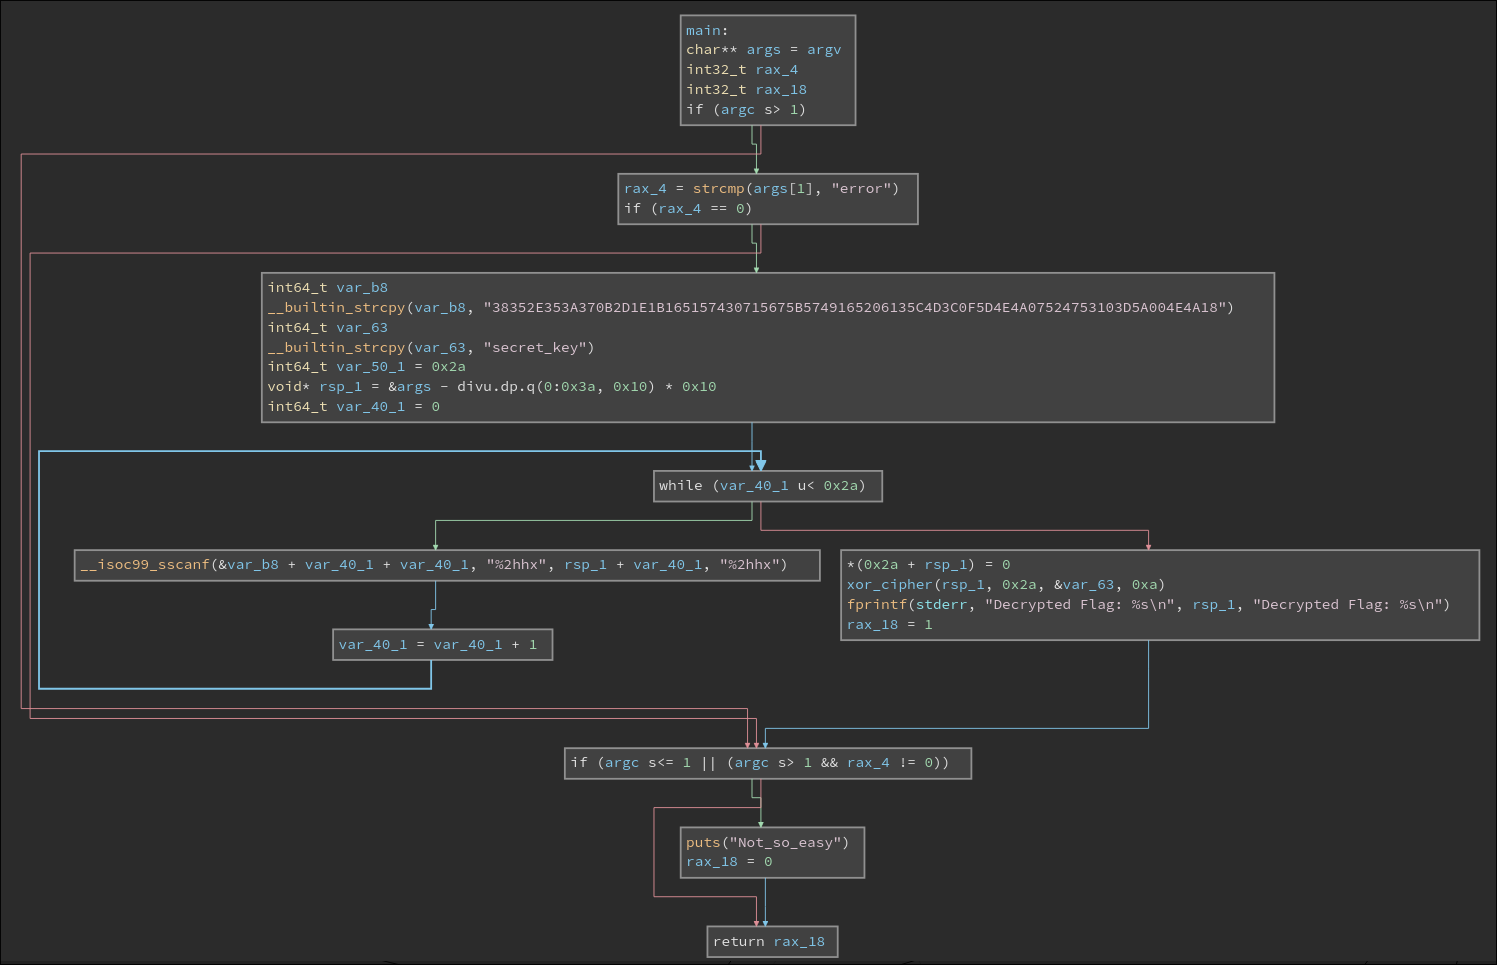 main:
char** args = argv
int32_t rax_4
int32_t rax_18
if (argc s> 1)
rax_4 = strcmp(args[1], "error")
if (rax_4 == 0)
int64_t var_b8
__builtin_strcpy(var_b8, "38352E353A370B2D1E1B165157430715675B5749165206135C4D3C0F5D4E4A07524753103D5A004E4A18")
int64_t var_63
__builtin_strcpy(var_63, "secret_key")
int64_t var_50_1 = 0x2a
void* rsp_1 = &args - divu.dp.q(0:0x3a, 0x10) * 0x10
int64_t var_40_1 = 0
while (var_40_1 u< 0x2a)
__isoc99_sscanf(&var_b8 + var_40_1 + var_40_1, "%2hhx", rsp_1 + var_40_1, "%2hhx")
var_40_1 = var_40_1 + 1
*(0x2a + rsp_1) = 0
xor_cipher(rsp_1, 0x2a, &var_63, 0xa)
fprintf(stderr, "Decrypted Flag: %s\n", rsp_1, "Decrypted Flag: %s\n")
rax_18 = 1
if (argc s<= 1 || (argc s> 1 && rax_4 != 0))
puts("Not_so_easy")
rax_18 = 0
return rax_18